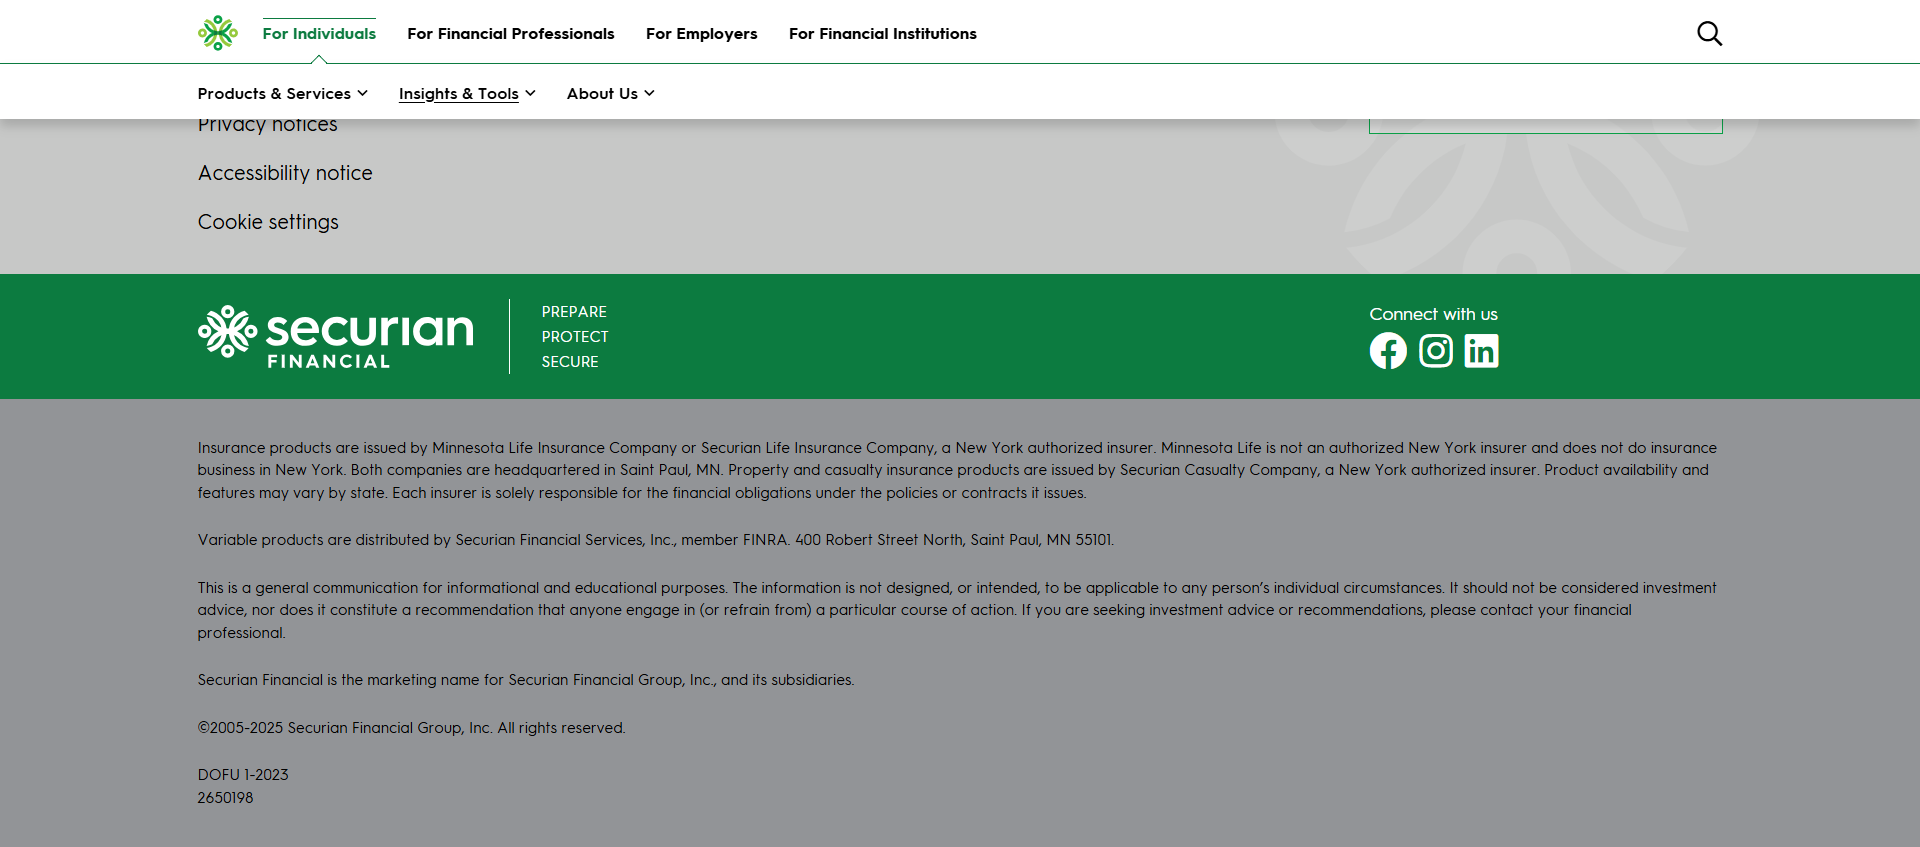 For Individuals
For Financial Professionals
For Employers
For Financial Institutions
Products & Services
Insights & Tools
About Us
Privacy notices
Accessibility notice
Cookie settings
securian
FINANCIAL
PREPARE
PROTECT
SECURE
Connect with us
Insurance products are issued by Minnesota Life Insurance Company or Securian Life Insurance Company, a New York authorized insurer. Minnesota Life is not an authorized New York insurer and does not do insurance
business in New York. Both companies are headquartered in Saint Paul, MN. Property and casualty insurance products are issued by Securian Casualty Company, a New York authorized insurer. Product availability and
features may vary by state. Each insurer is solely responsible for the financial obligations under the policies or contracts it issues.
Variable products are distributed by Securian Financial Services, Inc., member FINRA. 400 Robert Street North, Saint Paul, MN 55101.
This is a general communication for informational and educational purposes. The information is not designed, or intended, to be applicable to any person’s individual circumstances. It should not be considered investment
advice, nor does it constitute a recommendation that anyone engage in (or refrain from) a particular course of action. If you are seeking investment advice or recommendations, please contact your financial
professional.
Securian Financial is the marketing name for Securian Financial Group, Inc., and its subsidiaries.
©2005-2025 Securian Financial Group, Inc. All rights reserved.
DOFU 1-2023
2650198